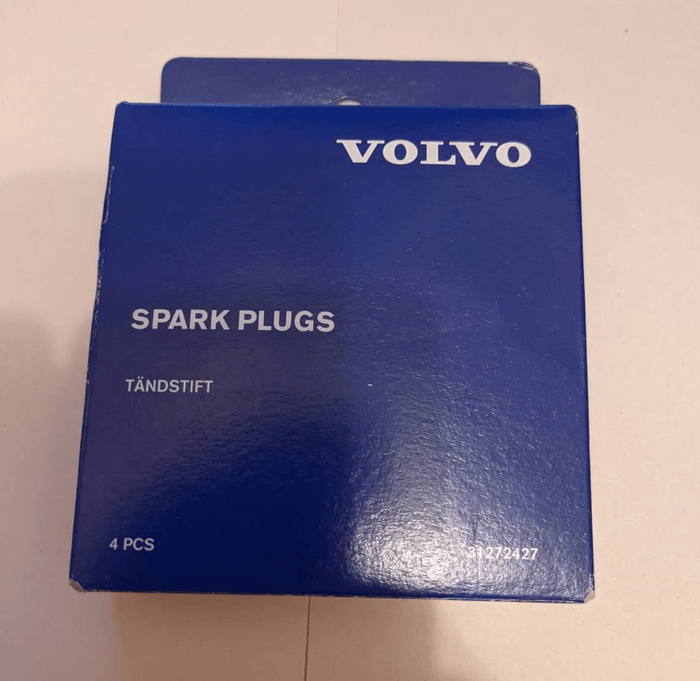 VOLVO
SPARK PLUGS
TÄNDSTIFT
4 PCS
31272427